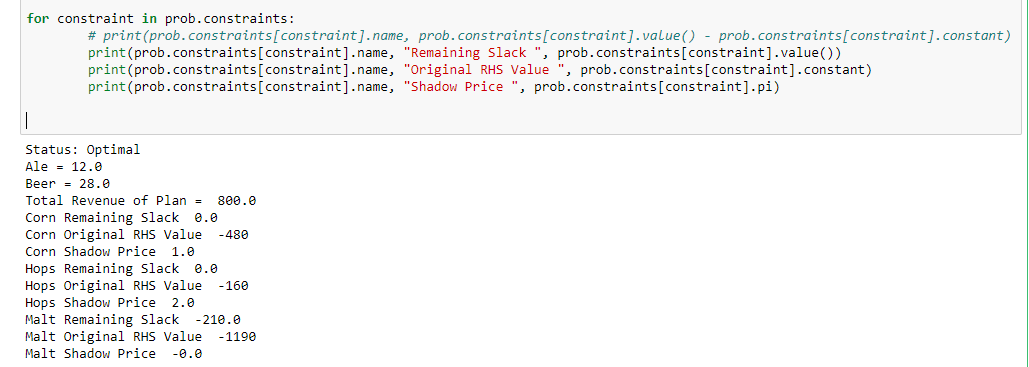 for constraint in prob.constraints:
# print(prob.constraints[constraint].name, prob.constraints[constraint].value() - prob.constraints[constraint].constant)
print(prob.constraints[constraint].name, "Remaining Slack ", prob.constraints[constraint].value())
print(prob.constraints[constraint].name, "Original RHS Value ", prob.constraints[constraint].constant)
print(prob.constraints[constraint].name, "Shadow Price ", prob.constraints[constraint].pi)
Status: Optimal
Ale = 12.0
Beer = 28.0
Total Revenue of Plan =  800.0
Corn Remaining Slack  0.0
Corn Original RHS Value  -480
Corn Shadow Price  1.0
Hops Remaining Slack  0.0
Hops Original RHS Value  -160
Hops Shadow Price  2.0
Malt Remaining Slack  -210.0
Malt Original RHS Value  -1190
Malt Shadow Price  -0.0